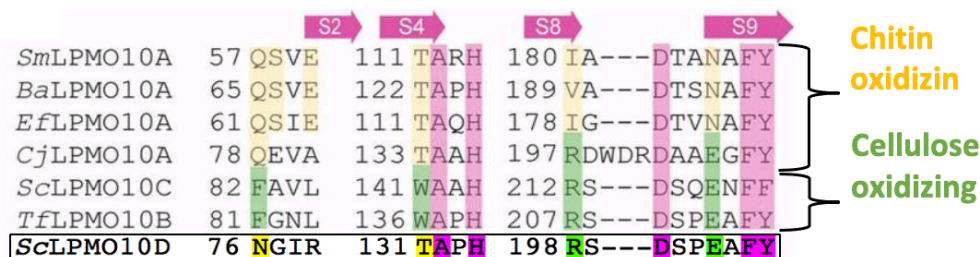 S2 S4 S8 S9
SmLPMO10A 57 QSVE 111 TARH 180 IA---DTANAFY
BaLPMO10A 65 QSVE 122 TAPH 189 VA---DTSNAFY
EfLPMO10A 61 QSIE 111 TAQH 178 IG---DTVNAFY
CjLPMO10A 78 QEVA 133 TAAH 197 RDWDRDAAEGFY
ScLPMO10C 82 FAVL 141 WAAH 212 RS---DSQENFF
TfLPMO10B 81 FGNL 136 WAPH 207 RS---DSPEAFY
ScLPMO10D 76 NGIR 131 TAPH 198 RS---DSPEAFY
Chitin
oxidizin
Cellulose
oxidizing